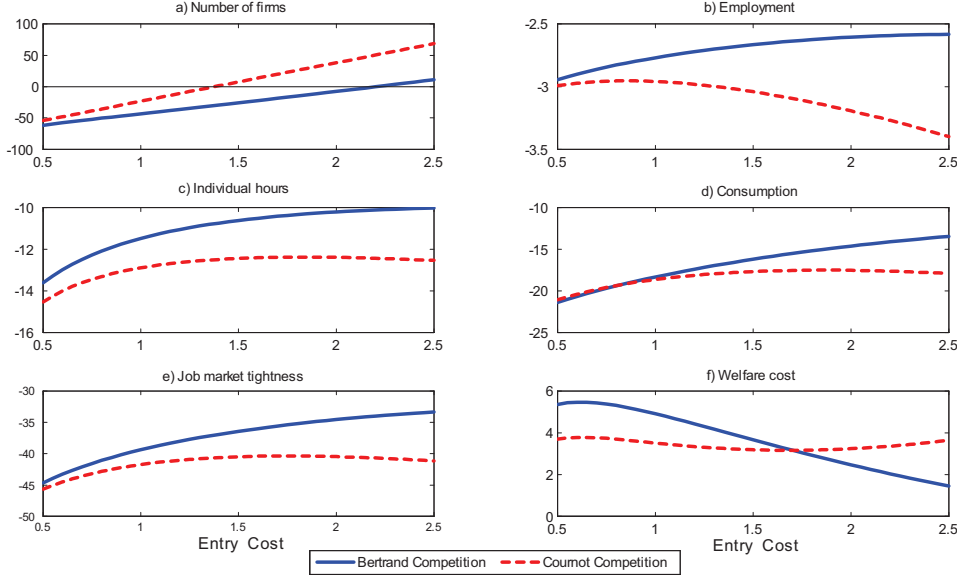 a) Number of firms
100
50
0
-50
-100
0.5 1 1.5 2 2.5
b) Employment
-2.5
-3
-3.5
0.5 1 1.5 2 2.5
c) Individual hours
-10
-12
-14
-16
0.5 1 1.5 2 2.5
d) Consumption
-10
-15
-20
-25
0.5 1 1.5 2 2.5
e) Job market tightness
-30
-35
-40
-45
-50
0.5 1 1.5 2 2.5
Entry Cost
f) Welfare cost
6
4
2
0
0.5 1 1.5 2 2.5
Entry Cost
Bertrand Competition Cournot Competition